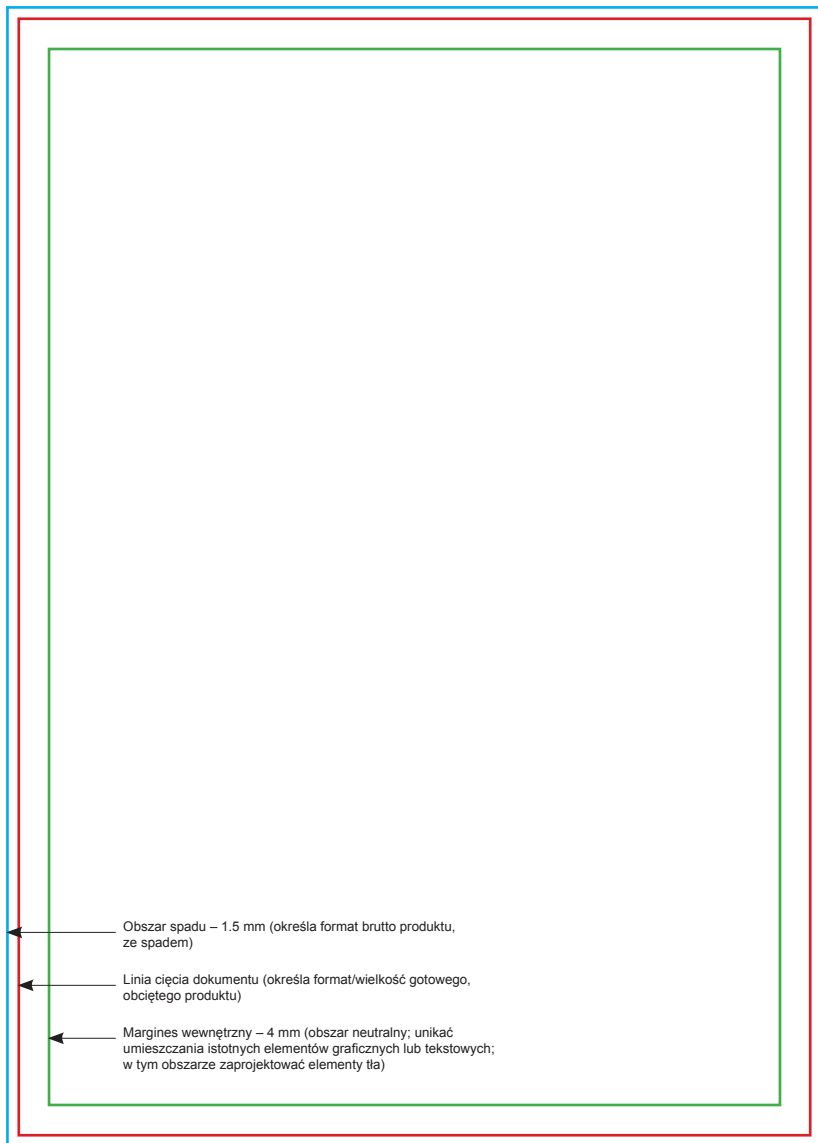 Obszar spadu – 1.5 mm (określa format brutto produktu,
ze spadem)
Linia cięcia dokumentu (określa format/wielkość gotowego,
obciętego produktu)
Margines wewnętrzny – 4 mm (obszar neutralny; unikać
umieszczania istotnych elementów graficznych lub tekstowych;
w tym obszarze zaprojektować elementy tła)